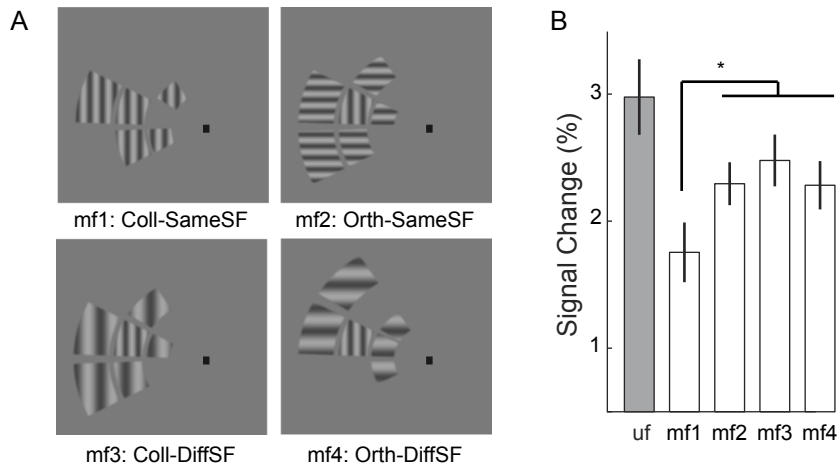 A
mf1: Coll-SameSF
mf2: Orth-SameSF
mf3: Coll-DiffSF
mf4: Orth-DiffSF
B
*
Signal Change (%)
3
2
1
uf mf1 mf2 mf3 mf4